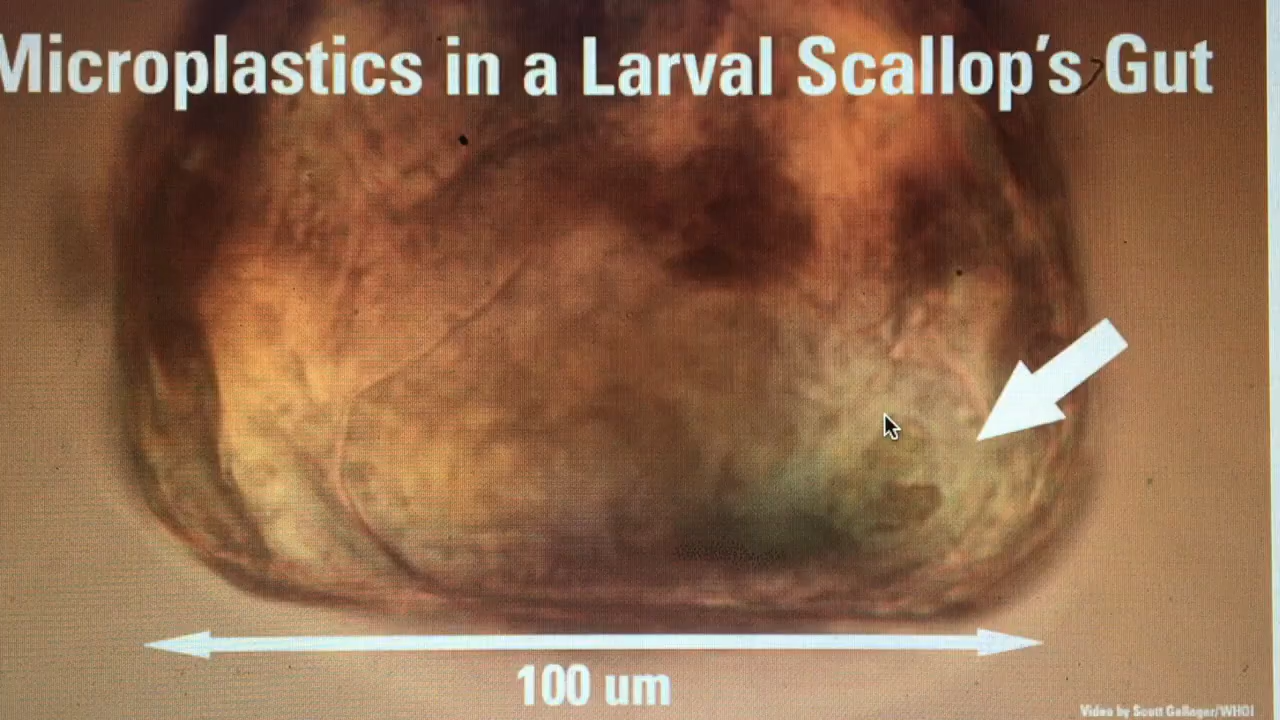 Microplastics in a Larval Scallop's Gut
100 um
Video by Scott Gallager/WHOI